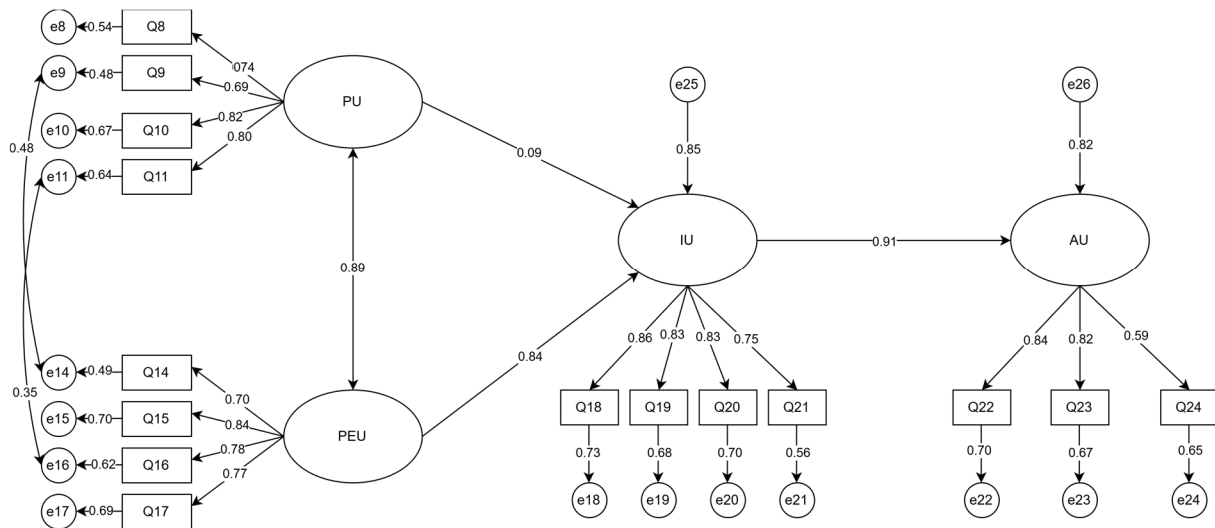 e8 0.54 Q8
e9 0.48 Q9
e10 0.67 Q10
e11 0.64 Q11
074
0.69
0.82
0.80
PU
0.48
0.35
0.89
0.09
0.84
e14 0.49 Q14
e15 0.70 Q15
e16 0.62 Q16
e17 0.69 Q17
0.70
0.84
0.78
0.77
PEU
e25
0.85
IU
0.91
0.86 0.83 0.83 0.75
Q18 Q19 Q20 Q21
0.73 0.68 0.70 0.56
e18 e19 e20 e21
e26
0.82
AU
0.84 0.82 0.59
Q22 Q23 Q24
0.70 0.67 0.65
e22 e23 e24